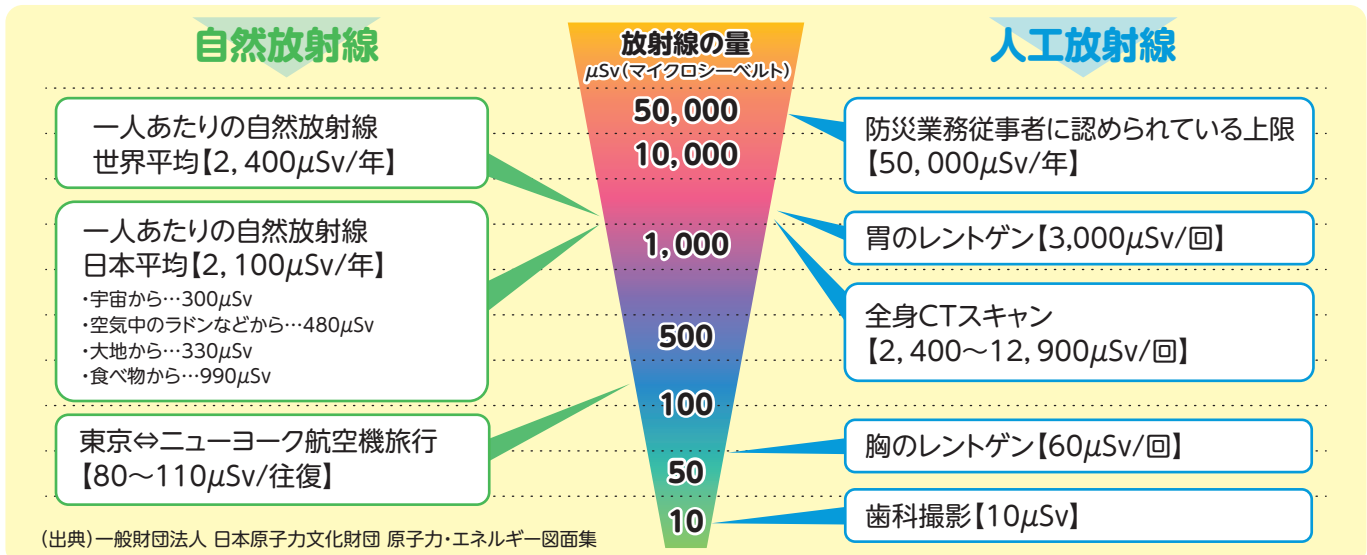 自然放射線
放射線の量
μSv(マイクロシーベルト)
人工放射線
一人あたりの自然放射線
世界平均【2,400μSv/年】
一人あたりの自然放射線
日本平均【2,100μSv/年】
・宇宙から…300μSv
・空気中のラドンなどから…480μSv
・大地から…330μSv
・食べ物から…990μSv
東京⇔ニューヨーク航空機旅行
【80〜110μSv/往復】
50,000
10,000
1,000
500
100
50
10
防災業務従事者に認められている上限
【50,000μSv/年】
胃のレントゲン【3,000μSv/回】
全身CTスキャン
【2,400〜12,900μSv/回】
胸のレントゲン【60μSv/回】
歯科撮影【10μSv】
(出典)一般財団法人 日本原子力文化財団 原子力・エネルギー図面集